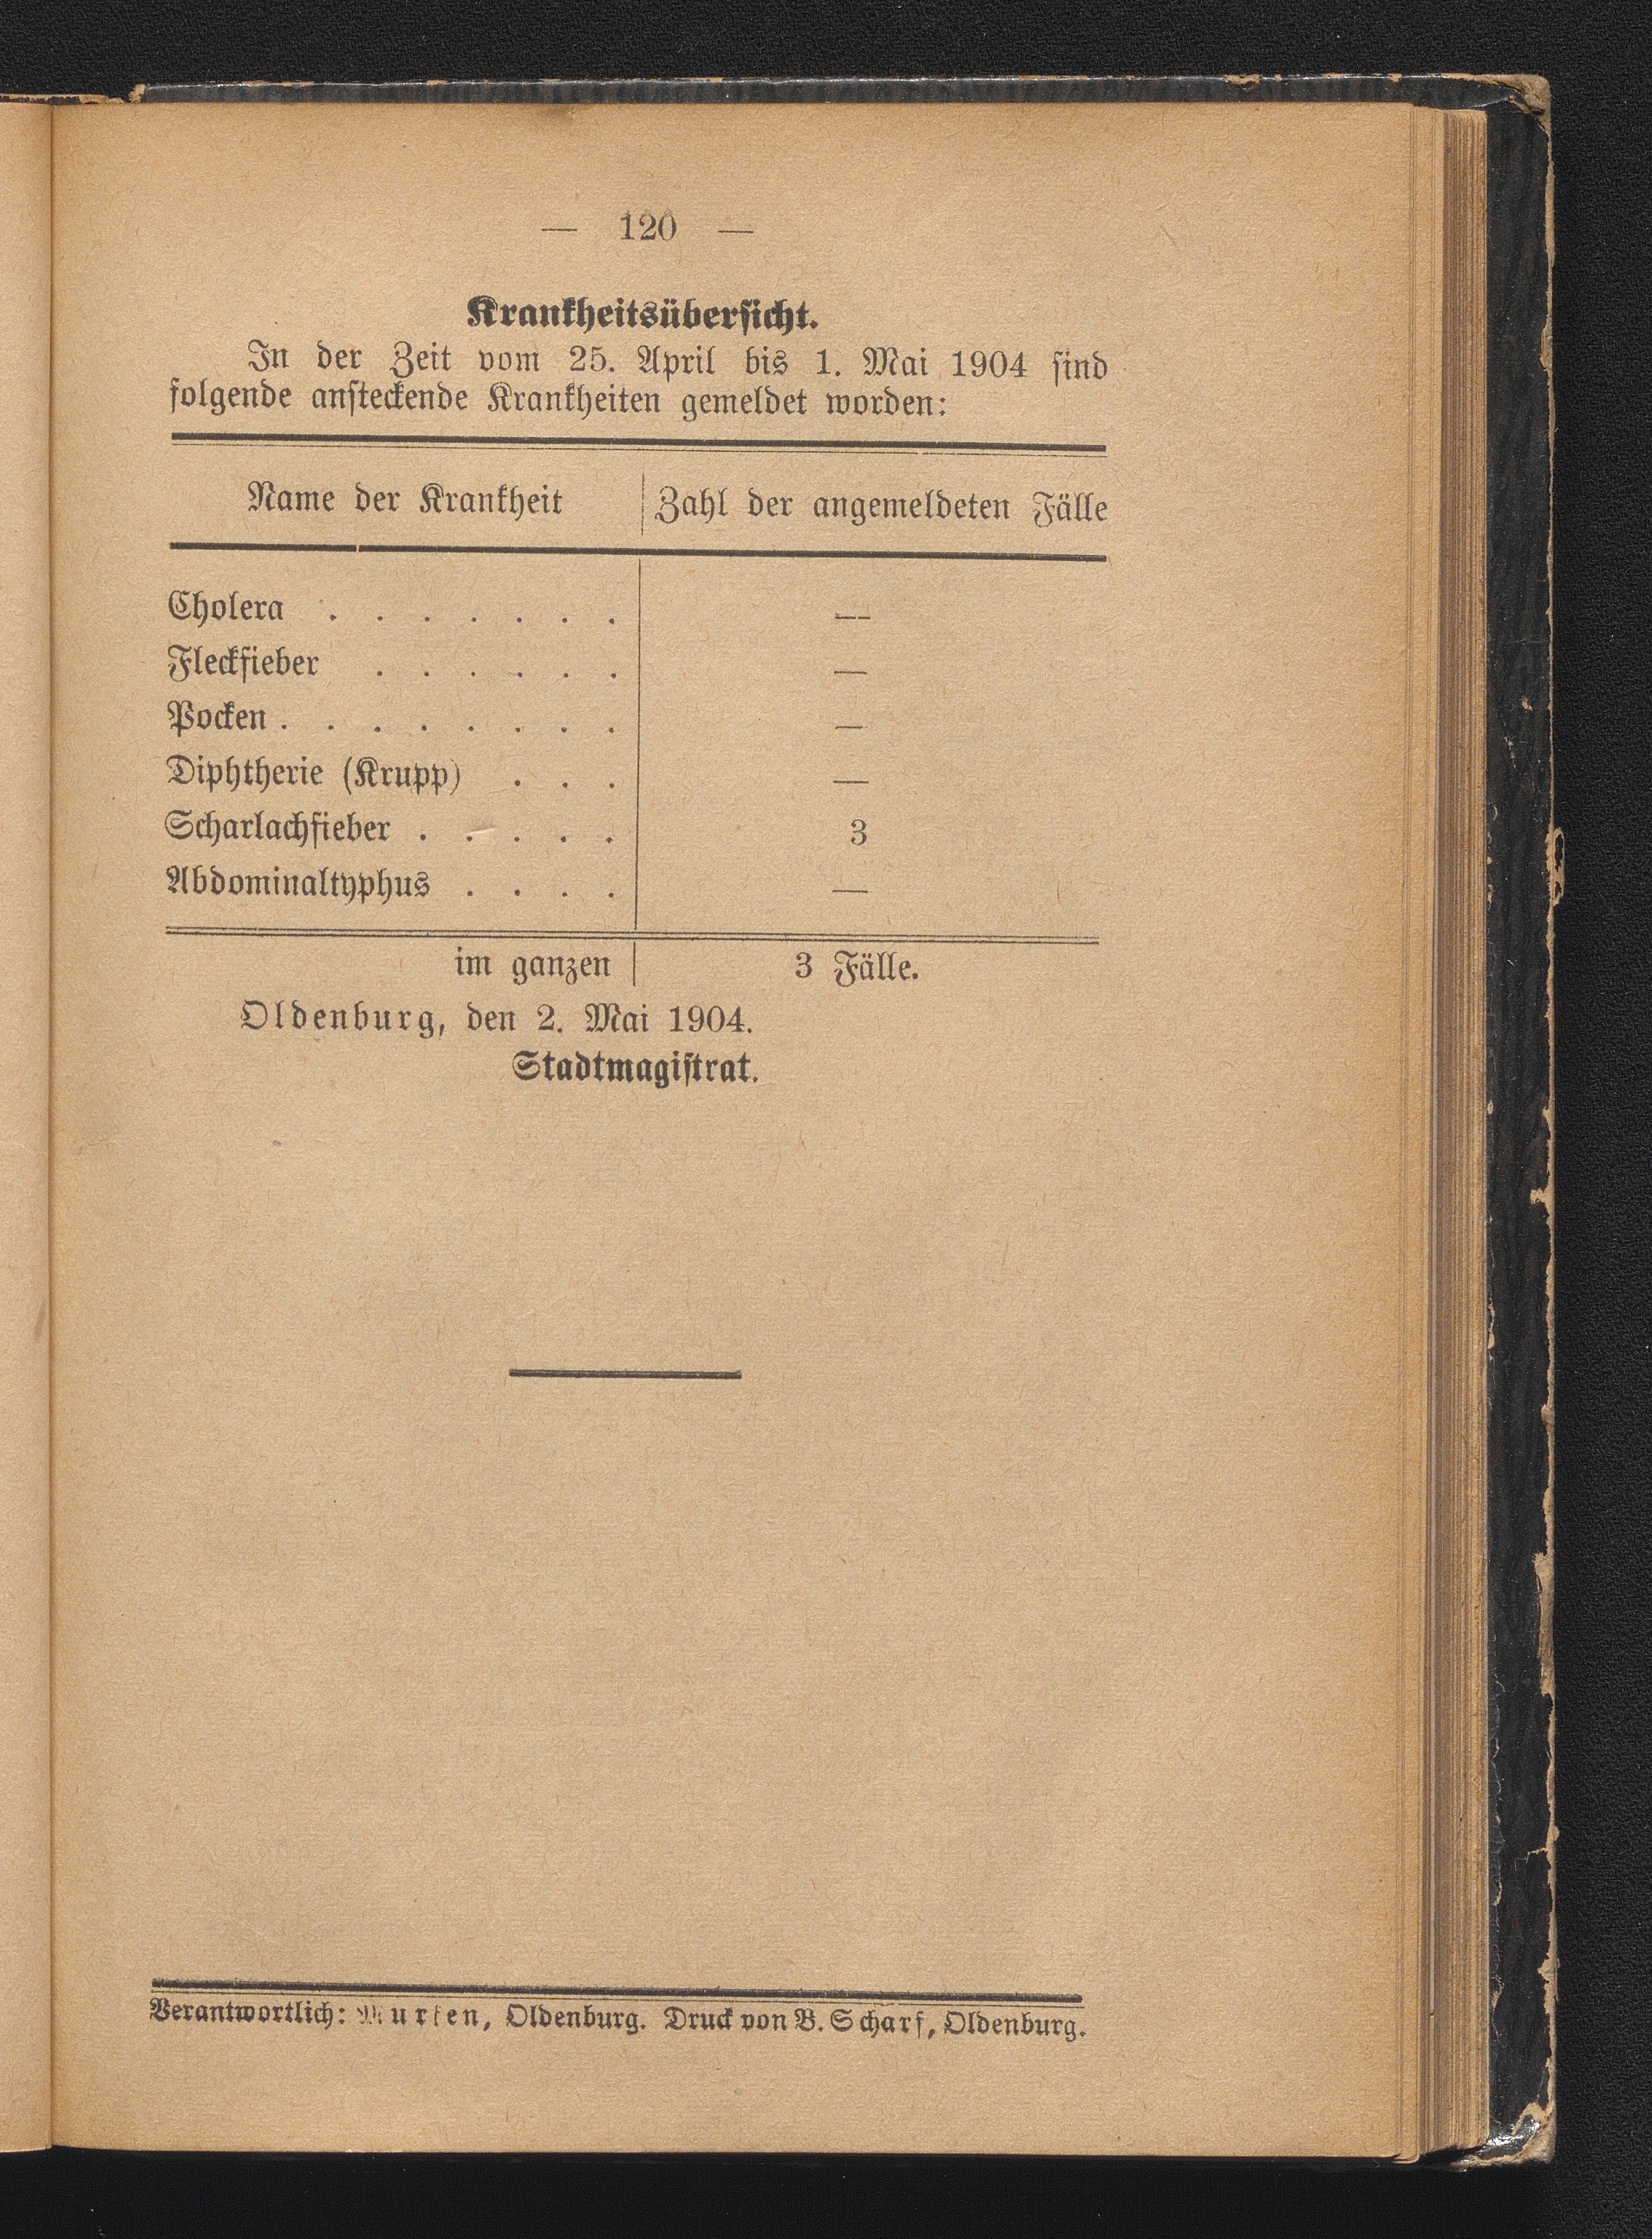 — 120 —
Krankheitsübersicht.
In der Zeit vom 25. April bis 1. Mai 1904 sind
folgende ansteckende Krankheiten gemeldet worden:
Name der Krankheit | Zahl der angemeldeten Fälle
Cholera . . . . . . . —
Fleckfieber . . . . . . —
Pocken . . . . . . . . —
Diphtherie (Krupp) . . . —
Scharlachfieber . . . . . 3
Abdominaltyphus . . . . —
im ganzen | 3 Fälle.
Oldenburg, den 2. Mai 1904.
Stadtmagistrat.
Verantwortlich: Murken, Oldenburg. Druck von B. Scharf, Oldenburg.